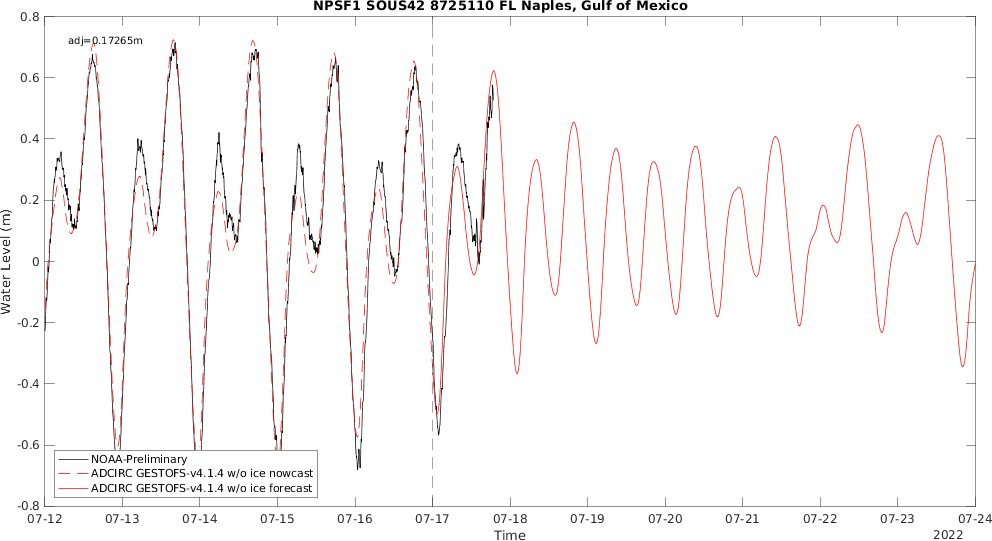 NPSF1 SOUS42 8725110 FL Naples, Gulf of Mexico
adj=0.17265m
0.8
0.6
0.4
0.2
0
-0.2
-0.4
-0.6
-0.8
Water Level (m)
NOAA-Preliminary
ADCIRC GESTOFS-v4.1.4 w/o ice nowcast
ADCIRC GESTOFS-v4.1.4 w/o ice forecast
07-12 07-13 07-14 07-15 07-16 07-17 07-18 07-19 07-20 07-21 07-22 07-23 07-24
Time
2022